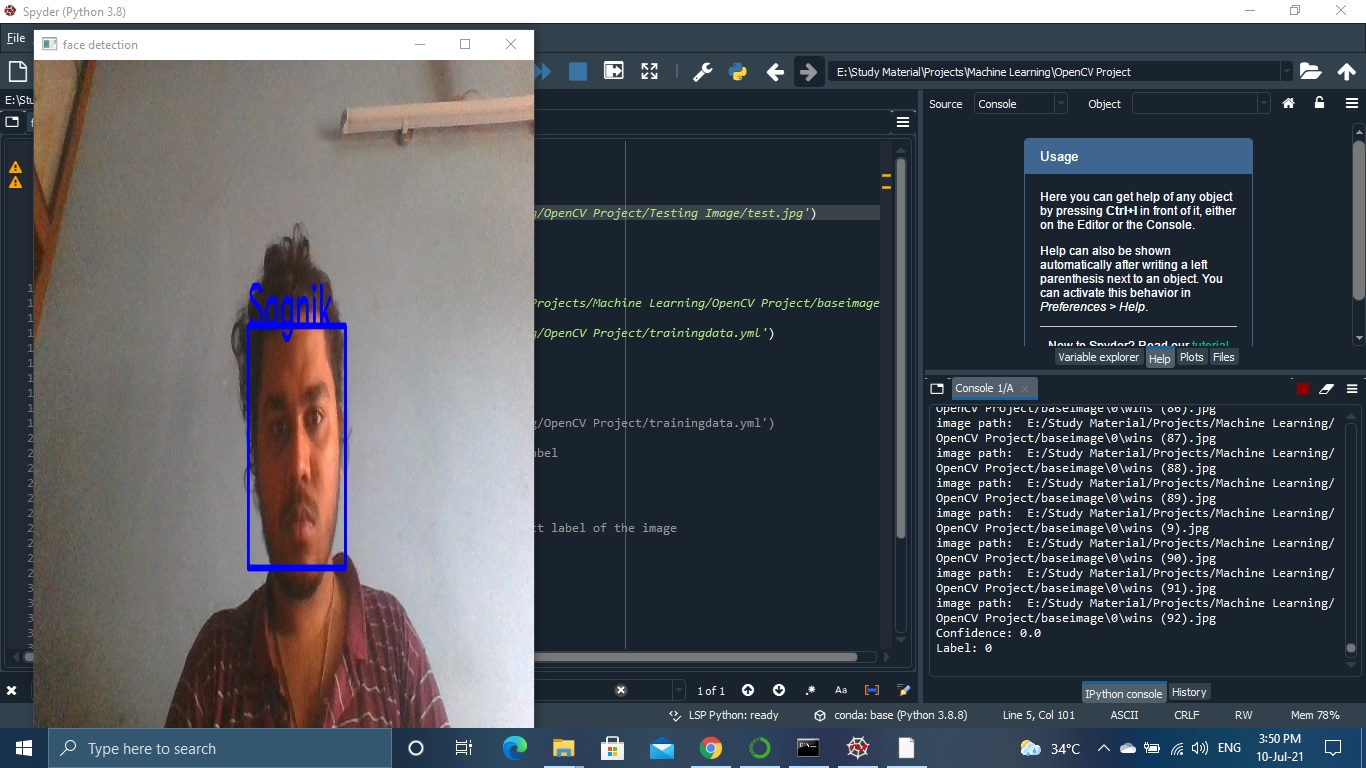 Spyder (Python 3.8)
File
face detection
E:\Study Material\Projects\Machine Learning\OpenCV Project
E:\Stu
Source
Console
Object
Usage
Here you can get help of any object
by pressing Ctrl+I in front of it, either
on the Editor or the Console.
Help can also be shown
automatically after writing a left
parenthesis next to an object. You
can activate this behavior in
Preferences > Help.
New to Spyder? Read our tutorial
Variable explorer
Help
Plots
Files
g/OpenCV Project/Testing Image/test.jpg')
Projects/Machine Learning/OpenCV Project/baseimage
g/OpenCV Project/trainingdata.yml')
g/OpenCV Project/trainingdata.yml')
abel
ct label of the image
Sagnik
Console 1/A
OpenCV Project/baseimage\0\wins (86).jpg
image path:  E:/Study Material/Projects/Machine Learning/
OpenCV Project/baseimage\0\wins (87).jpg
image path:  E:/Study Material/Projects/Machine Learning/
OpenCV Project/baseimage\0\wins (88).jpg
image path:  E:/Study Material/Projects/Machine Learning/
OpenCV Project/baseimage\0\wins (89).jpg
image path:  E:/Study Material/Projects/Machine Learning/
OpenCV Project/baseimage\0\wins (9).jpg
image path:  E:/Study Material/Projects/Machine Learning/
OpenCV Project/baseimage\0\wins (90).jpg
image path:  E:/Study Material/Projects/Machine Learning/
OpenCV Project/baseimage\0\wins (91).jpg
image path:  E:/Study Material/Projects/Machine Learning/
OpenCV Project/baseimage\0\wins (92).jpg
Confidence: 0.0
Label: 0
IPython console
History
1 of 1
Aa
LSP Python: ready
conda: base (Python 3.8.8)
Line 5, Col 101
ASCII
CRLF
RW
Mem 78%
Type here to search
34°C
ENG
3:50 PM
10-Jul-21